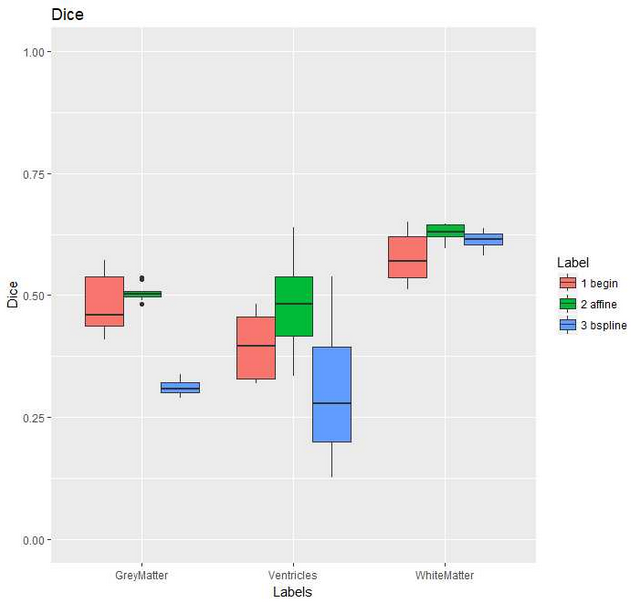 Dice
1.00
0.75
0.50
0.25
0.00
Dice
GreyMatter Ventricles WhiteMatter
Labels
Label
1 begin
2 affine
3 bspline